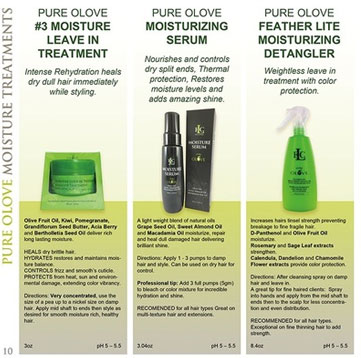 PURE OLOVE MOISTURE TREATMENTS
10
PURE OLOVE
#3 MOISTURE
LEAVE IN
TREATMENT
Intense Rehydration heals
dry dull hair immediately
while styling.
Olive Fruit Oil, Kiwi, Pomegranate,
Grandiflorum Seed Butter, Acia Berry
and Bertholletia Seed Oil deliver rich
long lasting moisture.
HEALS dry brittle hair.
HYDRATES restores and maintains mois-
ture balance.
CONTROLS frizz and smooth's cuticle.
PROTECTS from heat, sun and environ-
mental damage, extending color vibrancy.
Directions: Very concentrated, use the
size of a pea up to a nickel size on damp
hair. Apply mid shaft to ends then style as
desired for smooth moisture rich, healthy
hair.
3oz
pH 5 – 5.5
PURE OLOVE
MOISTURIZING
SERUM
Nourishes and controls
dry split ends, Thermal
protection, Restores
moisture levels and
adds amazing shine.
MOISTURE
SERUM
MOISTURE
SERUM
OLOVE
A light weight blend of natural oils
Grape Seed Oil, Sweet Almond Oil
and Macadamia Oil moisturize, repair
and heal dull damaged hair delivering
brilliant shine.
Directions: Apply 1 - 3 pumps to damp
hair and style. Can be used on dry hair for
control.
Professional tip: Add 3 full pumps (5gm)
to bleach or color mixture for incredible
hydration and shine.
RECOMENDED for all hair types Great on
multi-texture hair and extensions.
3.04oz
pH 5 – 5.5
PURE OLOVE
FEATHER LITE
MOISTURIZING
DETANGLER
Weightless leave in
treatment with color
protection.
OLOVE
Increases hairs tinsel strength preventing
breakage to fine fragile hair.
D-Panthenol and Olive Fruit Oil
moisturize.
Rosemary and Sage Leaf extracts
strengthen.
Calendula, Dandelion and Chamomile
Flower extracts provide color protection.
Directions: After cleansing spray on damp
hair and leave in.
A great tip for fine haired clients: Spray
into hands and apply from the mid shaft to
ends then to the scalp for less concentra-
tion and even distribution.
RECOMENDED for all hair types.
Exceptional on fine thinning hair to add
strength.
8.4oz
pH 5 – 5.5